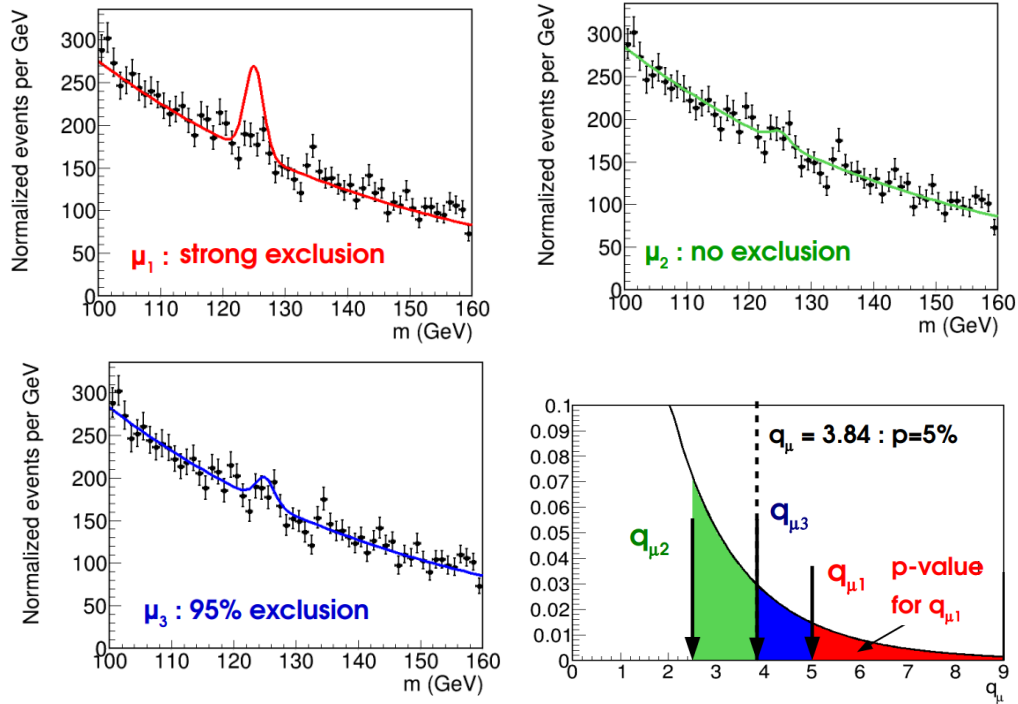 Normalized events per GeV
300
250
200
150
100
50
0
μ1 : strong exclusion
100 110 120 130 140 150 160
m (GeV)
Normalized events per GeV
300
250
200
150
100
50
0
μ2 : no exclusion
100 110 120 130 140 150 160
m (GeV)
Normalized events per GeV
300
250
200
150
100
50
0
μ3 : 95% exclusion
100 110 120 130 140 150 160
m (GeV)
0.1
0.09
0.08
0.07
0.06
0.05
0.04
0.03
0.02
0.01
0
qμ = 3.84 : p=5%
qμ2
qμ3
qμ1
p-value
for qμ1
0 1 2 3 4 5 6 7 8 9
qμ